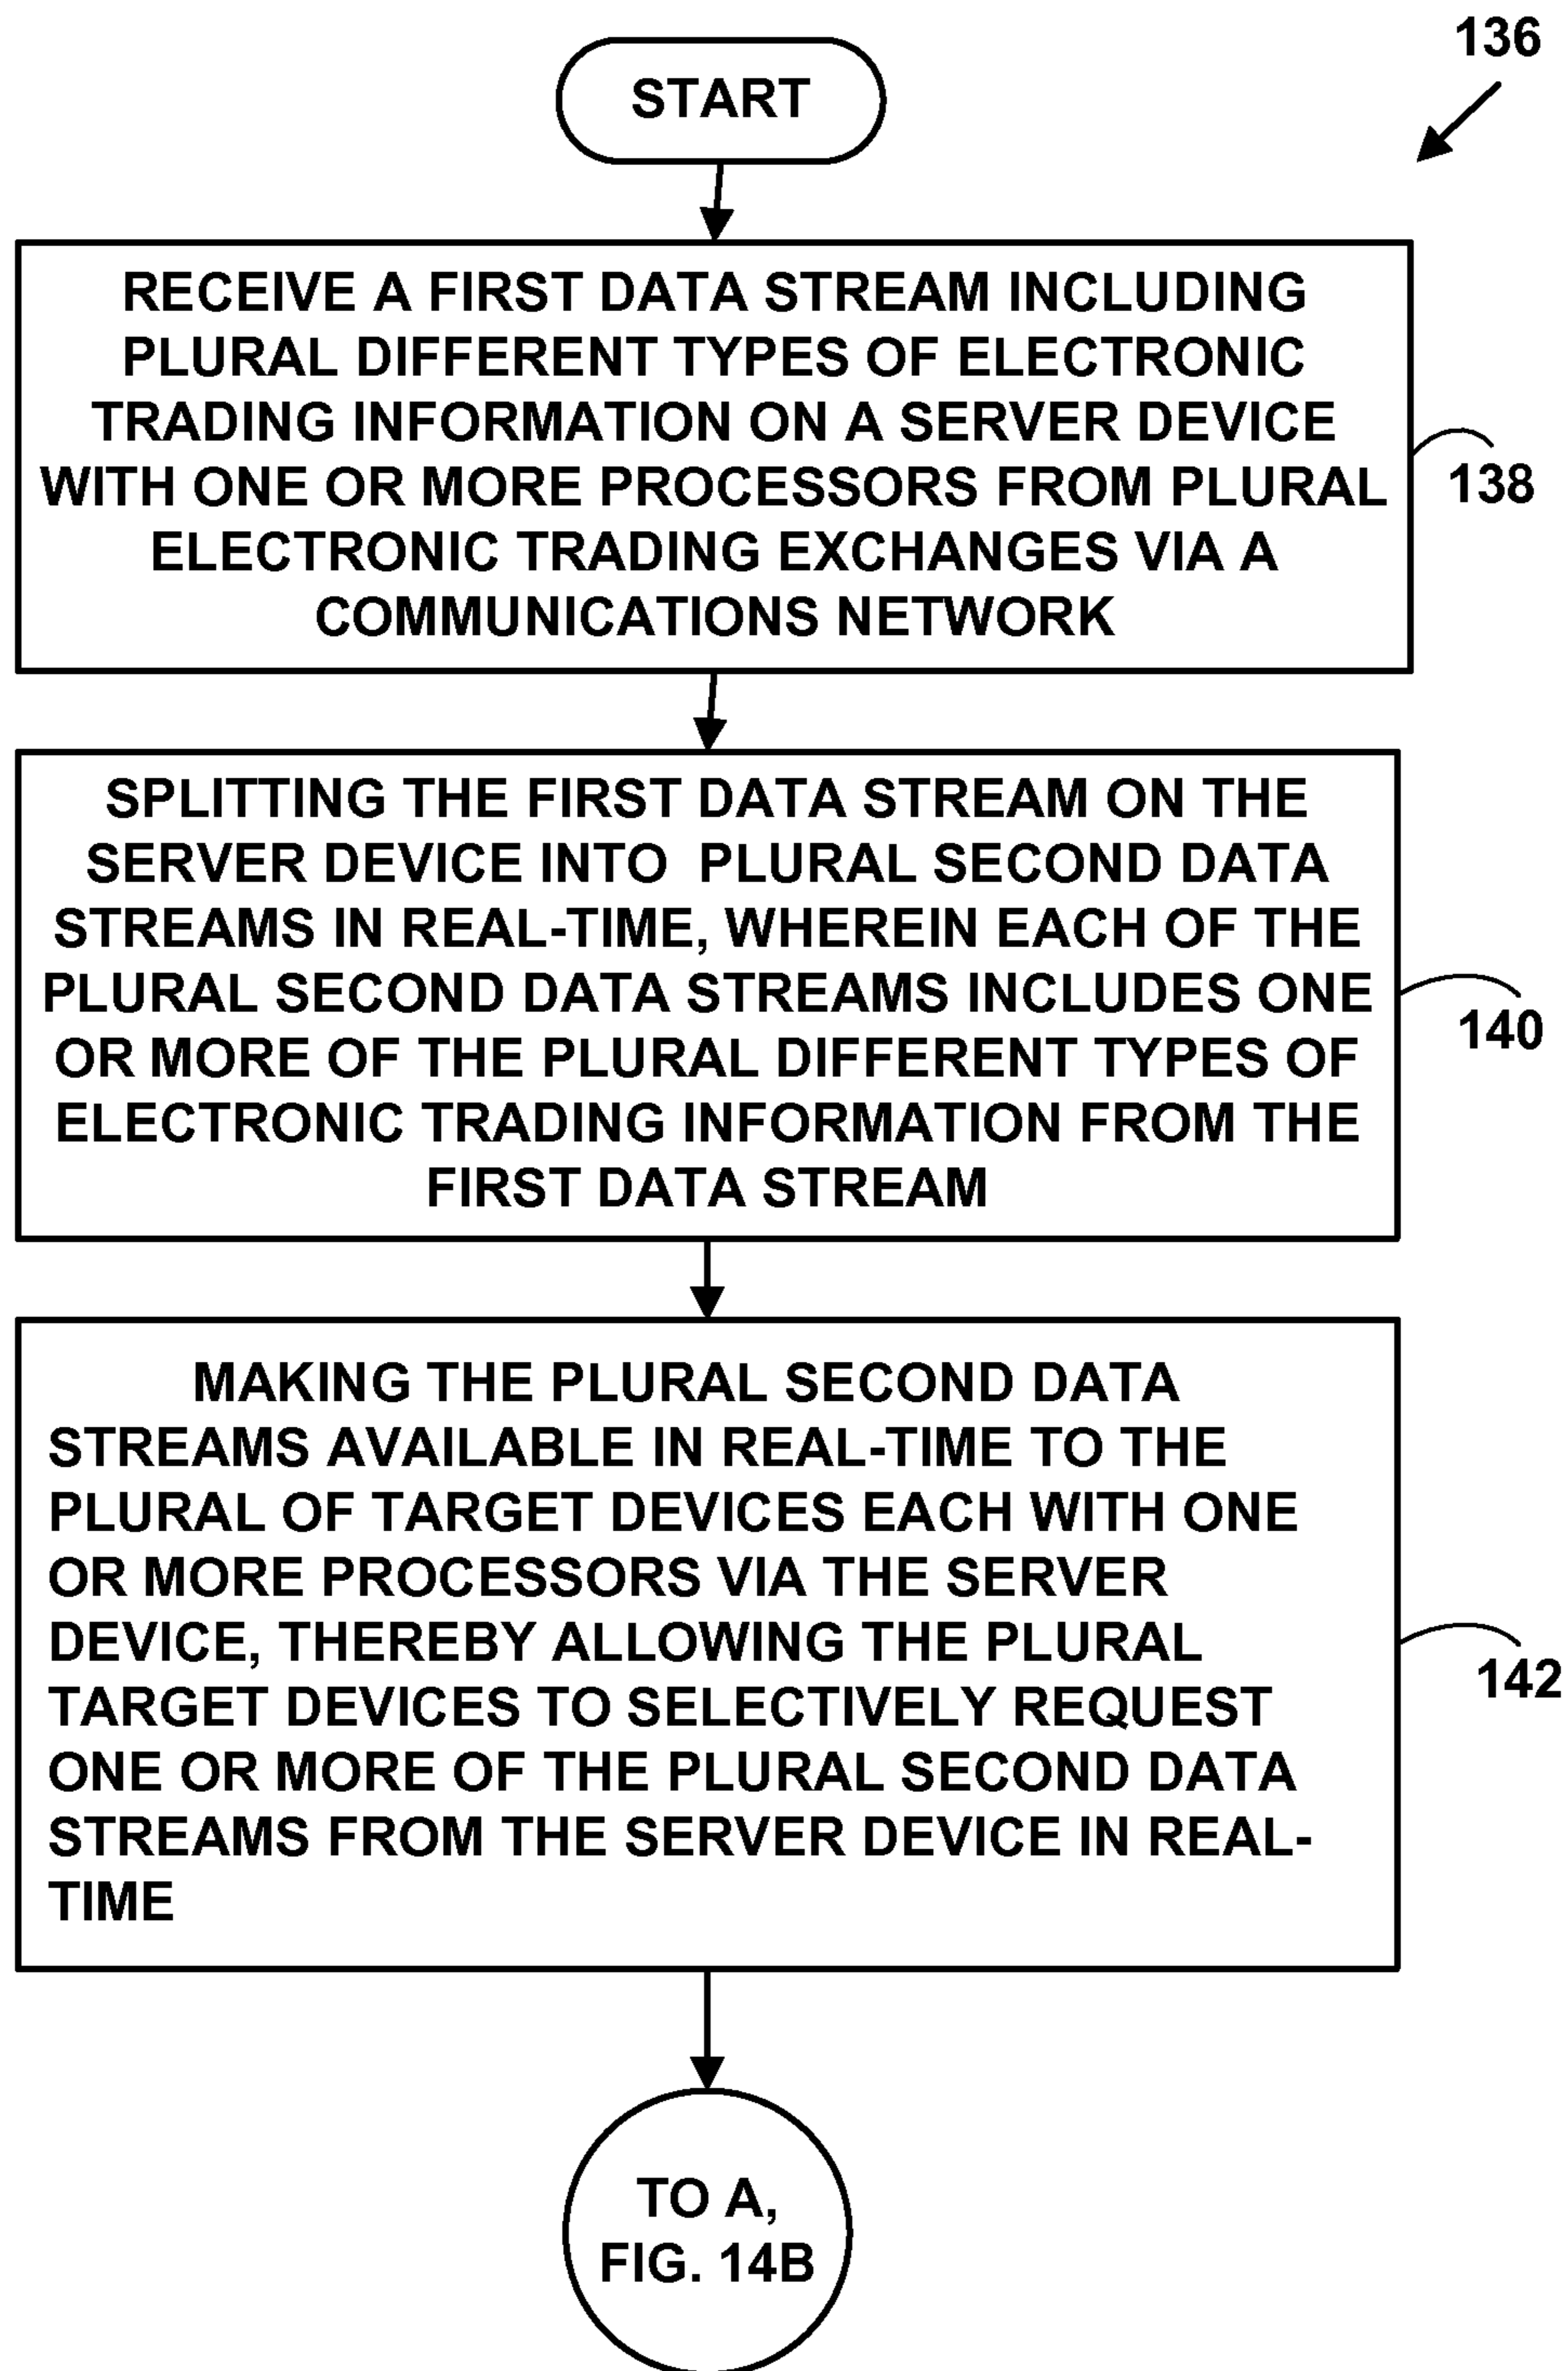 136
START
RECEIVE A FIRST DATA STREAM INCLUDING
PLURAL DIFFERENT TYPES OF ELECTRONIC
TRADING INFORMATION ON A SERVER DEVICE
WITH ONE OR MORE PROCESSORS FROM PLURAL
ELECTRONIC TRADING EXCHANGES VIA A
COMMUNICATIONS NETWORK
138
SPLITTING THE FIRST DATA STREAM ON THE
SERVER DEVICE INTO PLURAL SECOND DATA
STREAMS IN REAL-TIME, WHEREIN EACH OF THE
PLURAL SECOND DATA STREAMS INCLUDES ONE
OR MORE OF THE PLURAL DIFFERENT TYPES OF
ELECTRONIC TRADING INFORMATION FROM THE
FIRST DATA STREAM
140
MAKING THE PLURAL SECOND DATA
STREAMS AVAILABLE IN REAL-TIME TO THE
PLURAL OF TARGET DEVICES EACH WITH ONE
OR MORE PROCESSORS VIA THE SERVER
DEVICE, THEREBY ALLOWING THE PLURAL
TARGET DEVICES TO SELECTIVELY REQUEST
ONE OR MORE OF THE PLURAL SECOND DATA
STREAMS FROM THE SERVER DEVICE IN REAL-
TIME
142
TO A,
FIG. 14B